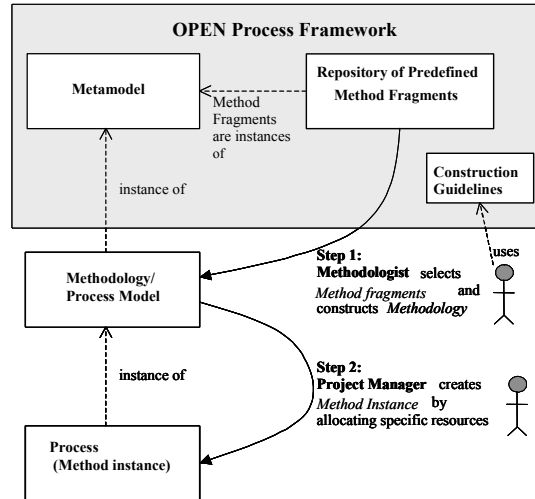 OPEN Process Framework
Metamodel
Repository of Predefined
Method Fragments
Method
Fragments
are instances
of
Construction
Guidelines
instance of
uses
Step 1:
Methodologist selects
Method fragments and
constructs Methodology
Methodology/
Process Model
instance of
Step 2:
Project Manager creates
Method Instance by
allocating specific resources
Process
(Method instance)